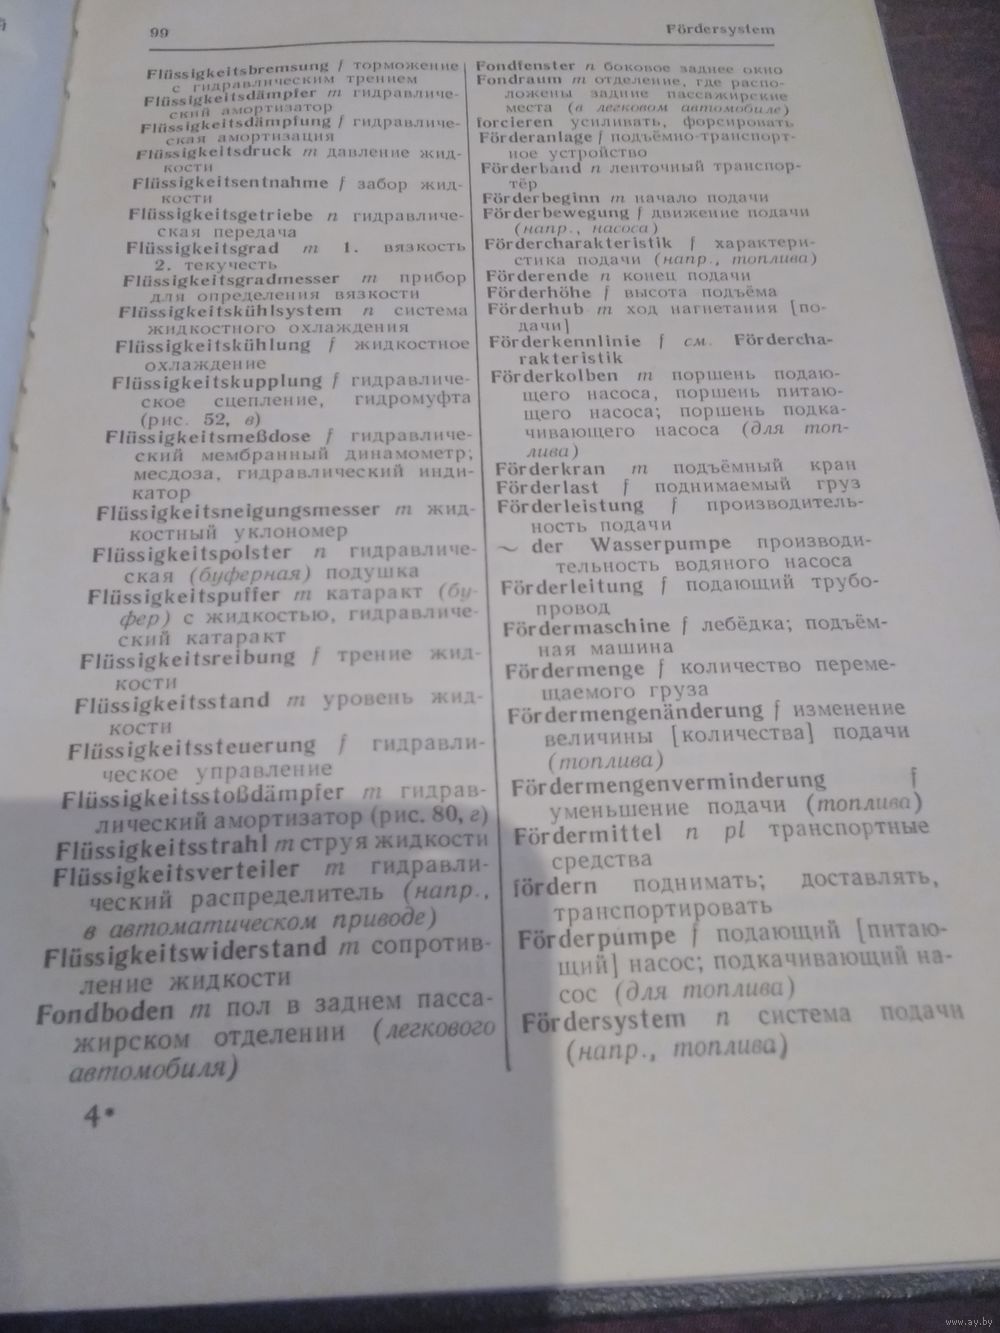 99
Fördersystem
Flüssigkeitsbremsung f торможение
с гидравлическим трением
Flüssigkeitsdämpfer m гидравличе-
ский амортизатор
Flüssigkeitsdämpfung f гидравличе-
ская амортизация
Flüssigkeitsdruck m давление жид-
кости
Flüssigkeitsentnahme f забор жид-
кости
Flüssigkeitsgetriebe n гидравличе-
ская передача
Flüssigkeitsgrad m 1. вязкость
2. текучесть
Flüssigkeitsgradmesser m прибор
для определения вязкости
Flüssigkeitskühlsystem n система
жидкостного охлаждения
Flüssigkeitskühlung f жидкостное
охлаждение
Flüssigkeitskupplung f гидравличе-
ское сцепление, гидромуфта
(рис. 52, в)
Flüssigkeitsmeßdose f гидравличе-
ский мембранный динамометр;
месдоза, гидравлический инди-
катор
Flüssigkeitsneigungsmesser m жид-
костный уклономер
Flüssigkeitspolster n гидравличе-
ская (буферная) подушка
Flüssigkeitspuffer m катаракт (бу-
фер) с жидкостью, гидравличе-
ский катаракт
Flüssigkeitsreibung f трение жид-
кости
Flüssigkeitsstand m уровень жид-
кости
Flüssigkeitssteuerung f гидравли-
ческое управление
Flüssigkeitsstoßdämpfer m гидрав-
лический амортизатор (рис. 80, г)
Flüssigkeitsstrahl m струя жидкости
Flüssigkeitsverteiler m гидравли-
ческий распределитель (напр.,
в автоматическом приводе)
Flüssigkeitswiderstand m сопротив-
ление жидкости
Fondboden m пол в заднем пасса-
жирском отделении (легкового
автомобиля)
4*
Fondfenster n боковое заднее окно
Fondraum m отделение, где распо-
ложены задние пассажирские
места (в легковом автомобиле)
forcieren усиливать, форсировать
Förderanlage f подъёмно-транспорт-
ное устройство
Förderband n ленточный транспор-
тёр
Förderbeginn m начало подачи
Förderbewegung f движение подачи
(напр., насоса)
Fördercharakteristik f характери-
стика подачи (напр., топлива)
Förderende n конец подачи
Förderhöhe f высота подъёма
Förderhub m ход нагнетания [по-
дачи]
Förderkennlinie f см. Fördercha-
rakteristik
Förderkolben m поршень подаю-
щего насоса, поршень питаю-
щего насоса; поршень подка-
чивающего насоса (для топ-
лива)
Förderkran m подъёмный кран
Förderlast f поднимаемый груз
Förderleistung f производитель-
ность подачи
~ der Wasserpumpe производи-
тельность водяного насоса
Förderleitung f подающий трубо-
провод
Fördermaschine f лебёдка; подъём-
ная машина
Fördermenge f количество переме-
щаемого груза
Fördermengenänderung f изменение
величины [количества] подачи
(топлива)
Fördermengenverminderung f
уменьшение подачи (топлива)
Fördermittel n pl транспортные
средства
fördern поднимать; доставлять,
транспортировать
Förderpumpe f подающий [питаю-
щий] насос; подкачивающий на-
сос (для топлива)
Fördersystem n система подачи
(напр., топлива)
www.ay.by